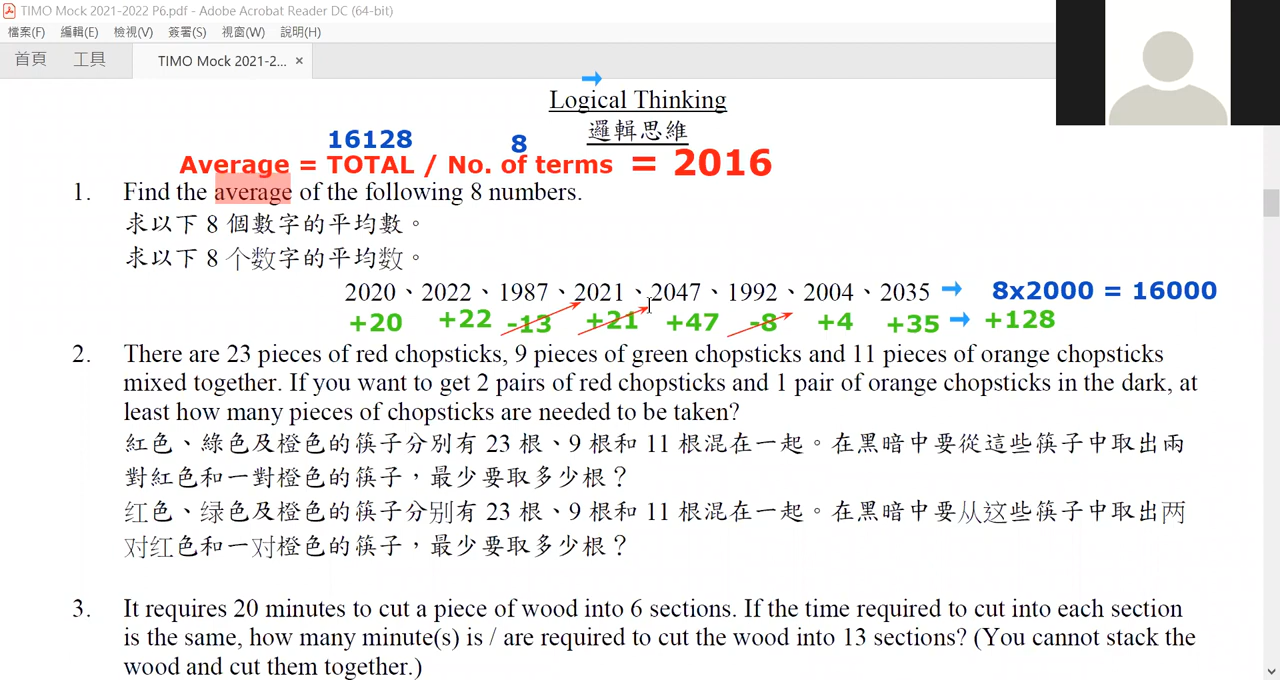 TIMO Mock 2021-2022 P6.pdf - Adobe Acrobat Reader DC (64-bit)
檔案(F) 編輯(E) 檢視(V) 簽署(S) 視窗(W) 說明(H)
首頁 工具 TIMO Mock 2021-2... ×
Logical Thinking
邏輯思維
16128 8
Average = TOTAL / No. of terms = 2016
1. Find the average of the following 8 numbers.
求以下 8 個數字的平均數。
求以下 8 个数字的平均数。
2020、2022、1987、2021、2047、1992、2004、2035 8x2000 = 16000
+20 +22 -13 +21 +47 -8 +4 +35 +128
2. There are 23 pieces of red chopsticks, 9 pieces of green chopsticks and 11 pieces of orange chopsticks
mixed together. If you want to get 2 pairs of red chopsticks and 1 pair of orange chopsticks in the dark, at
least how many pieces of chopsticks are needed to be taken?
紅色、綠色及橙色的筷子分別有 23 根、9 根和 11 根混在一起。在黑暗中要從這些筷子中取出兩
對紅色和一對橙色的筷子，最少要取多少根？
红色、绿色及橙色的筷子分别有 23 根、9 根和 11 根混在一起。在黑暗中要从这些筷子中取出两
对红色和一对橙色的筷子，最少要取多少根？
3. It requires 20 minutes to cut a piece of wood into 6 sections. If the time required to cut into each section
is the same, how many minute(s) is / are required to cut the wood into 13 sections? (You cannot stack the
wood and cut them together.)